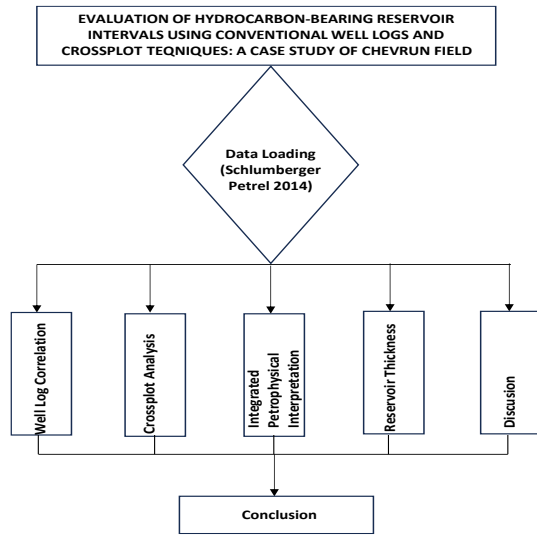 EVALUATION OF HYDROCARBON-BEARING RESERVOIR
INTERVALS USING CONVENTIONAL WELL LOGS AND
CROSSPLOT TEQNIQUES: A CASE STUDY OF CHEVRUN FIELD
Data Loading
(Schlumberger
Petrel 2014)
Well Log Correlation
Crossplot Analysis
Integrated
Petrophysical
Interpretation
Reservoir Thickness
Discusion
Conclusion